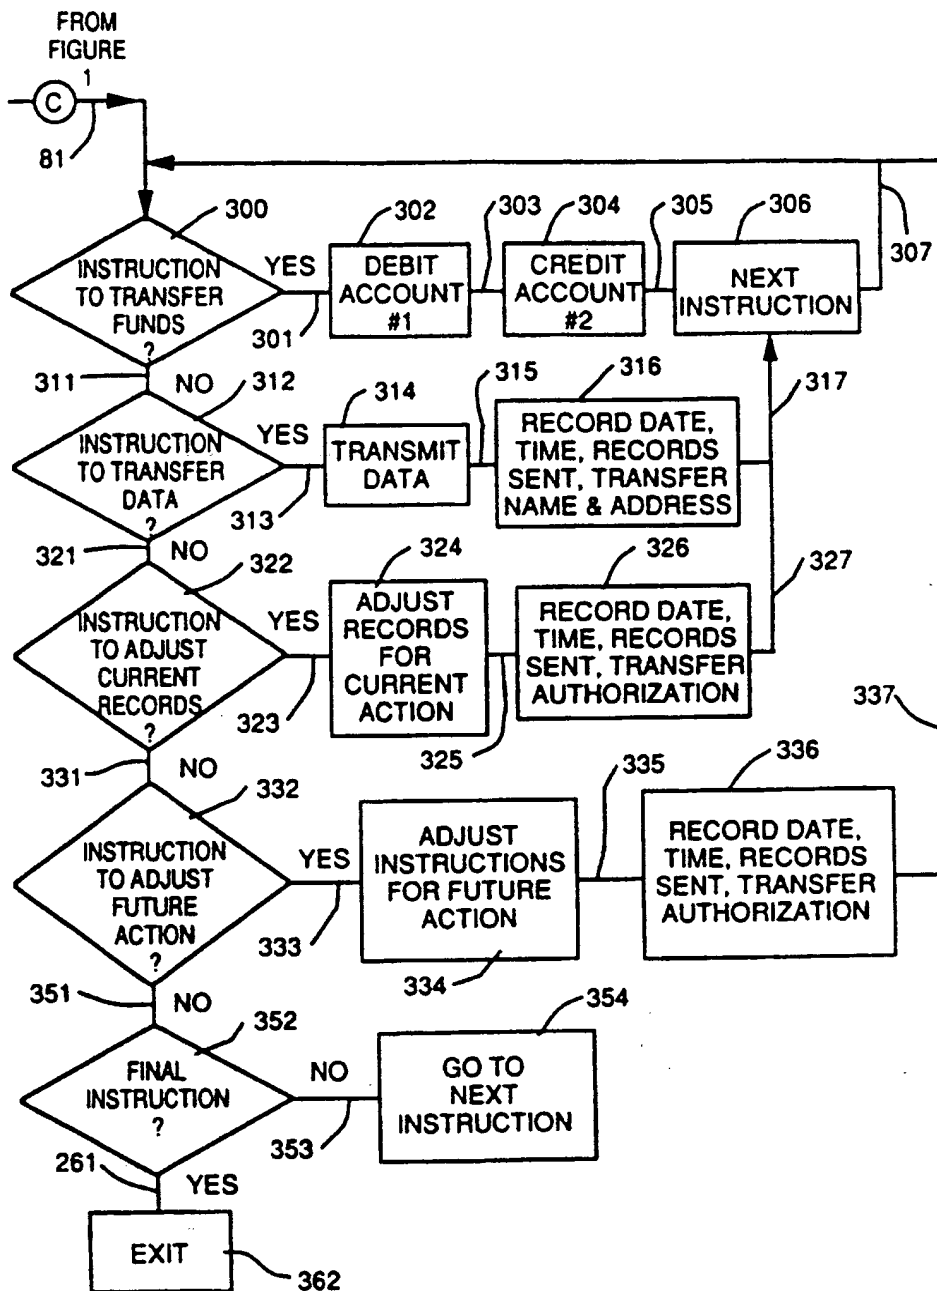 FROM
FIGURE
1
C
81
300
302
303
304
305
306
307
INSTRUCTION
TO TRANSFER
FUNDS
?
YES
301
DEBIT
ACCOUNT
#1
CREDIT
ACCOUNT
#2
NEXT
INSTRUCTION
311
NO
312
314
315
316
317
INSTRUCTION
TO TRANSFER
DATA
?
YES
313
TRANSMIT
DATA
RECORD DATE,
TIME, RECORDS
SENT, TRANSFER
NAME & ADDRESS
321
NO
322
324
326
327
INSTRUCTION
TO ADJUST
CURRENT
RECORDS
?
YES
323
ADJUST
RECORDS
FOR
CURRENT
ACTION
325
RECORD DATE,
TIME, RECORDS
SENT, TRANSFER
AUTHORIZATION
337
331
NO
332
335
336
INSTRUCTION
TO ADJUST
FUTURE
ACTION
?
YES
333
ADJUST
INSTRUCTIONS
FOR FUTURE
ACTION
334
RECORD DATE,
TIME, RECORDS
SENT, TRANSFER
AUTHORIZATION
351
NO
352
354
FINAL
INSTRUCTION
?
NO
353
GO TO
NEXT
INSTRUCTION
261
YES
EXIT
362